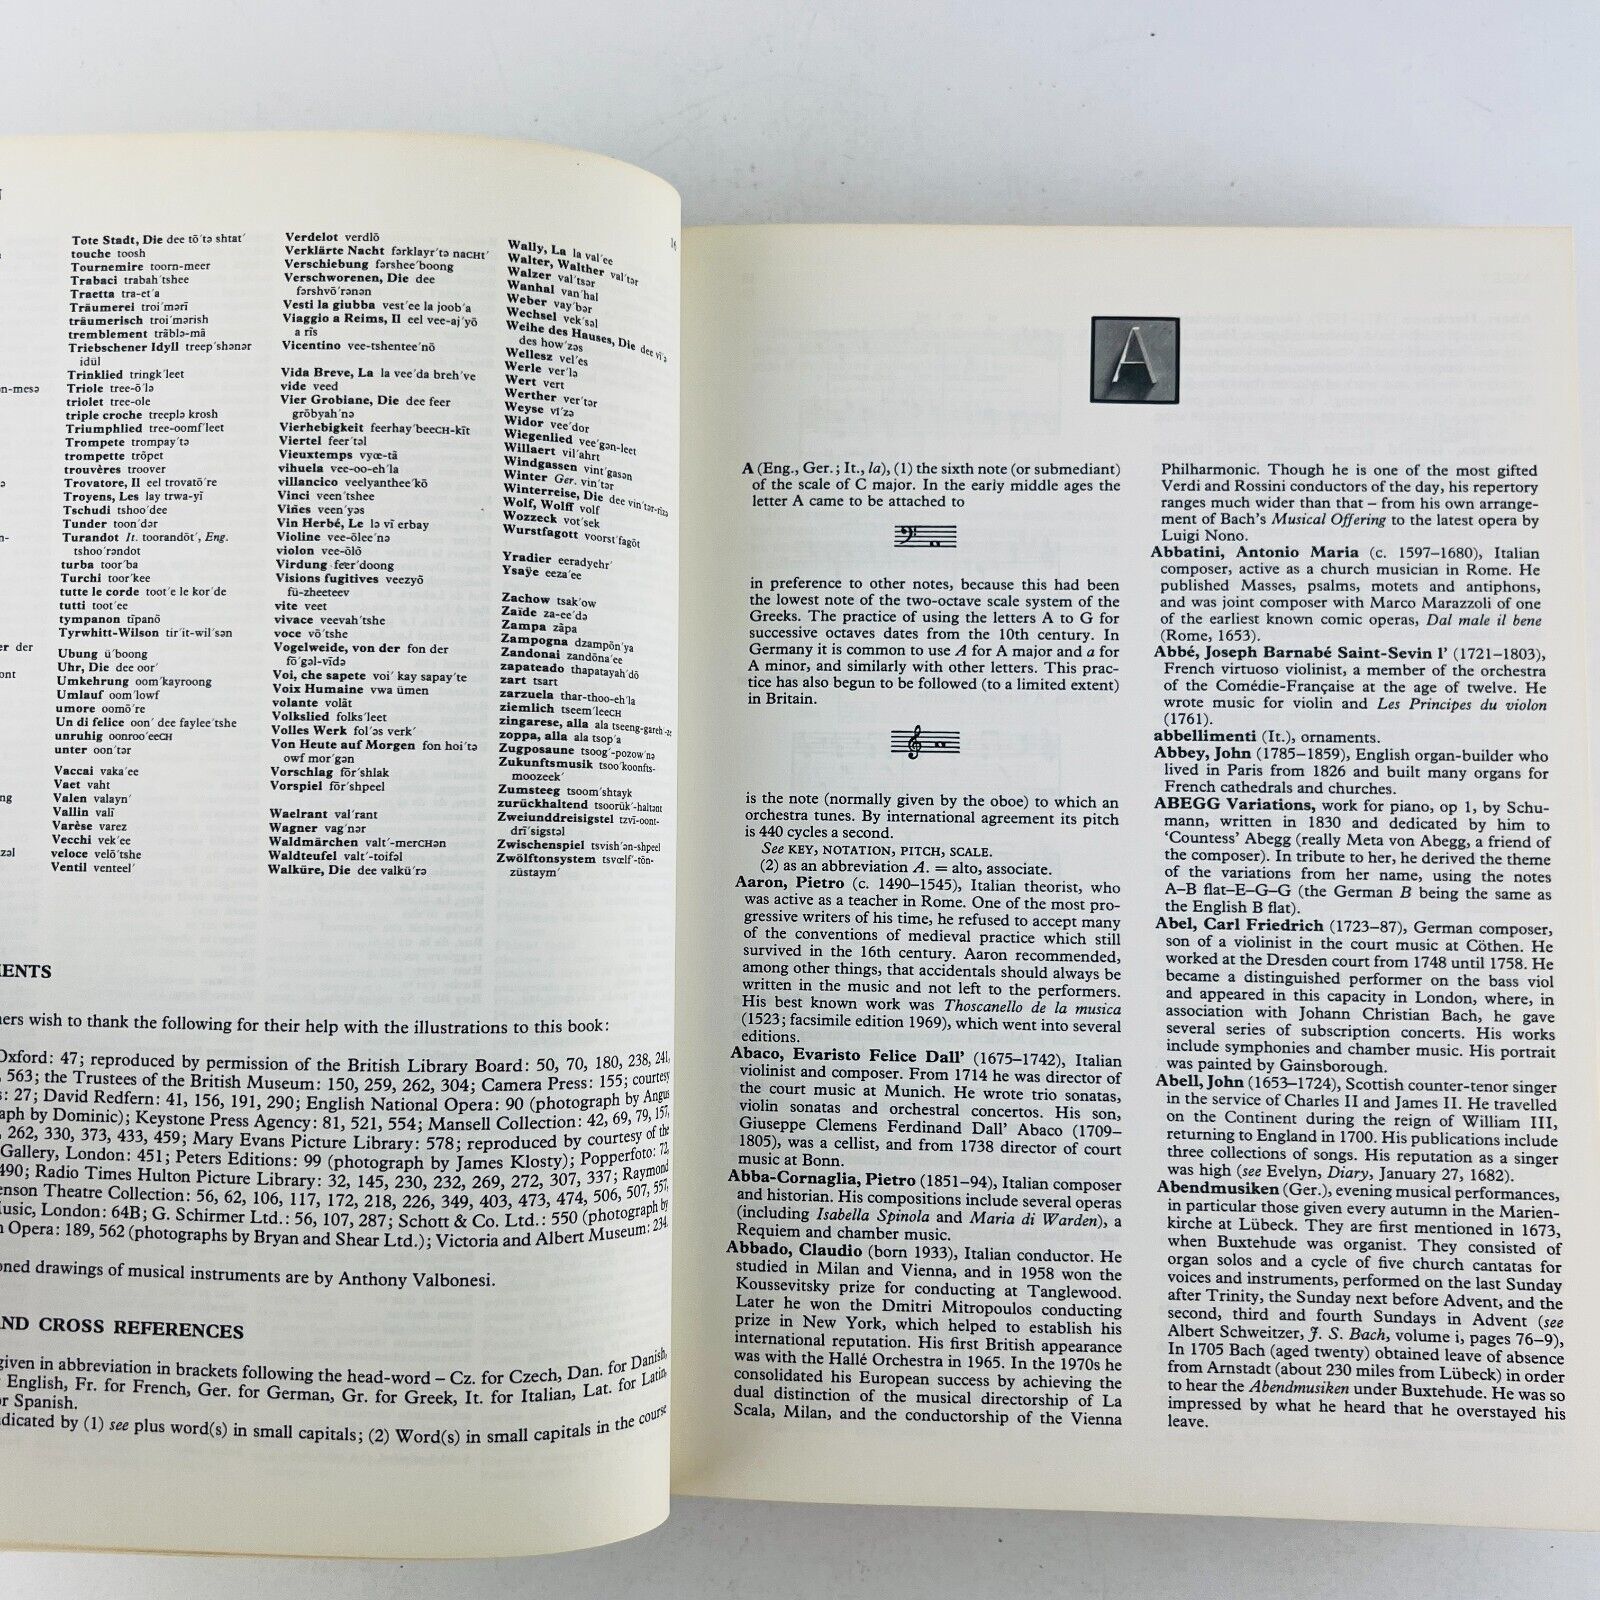 16
Tote Stadt, Die dee tō´tə shtat´
touche toosh
Tournemire toorn-meer
Trabaci trabah´tshee
Traetta tra-et´a
Träumerei troi´mərī
träumerisch troi´mərish
tremblement träblə-mä
Triebschener Idyll treep´shənər
idül
Trinklied tringk´leet
Triole tree-ō´lə
triolet tree-ole
triple croche treeplə krosh
Triumphlied tree-oomf´leet
Trompete trompay´tə
trompette trōpet
trouvères troover
Trovatore, Il eel trovatō´re
Troyens, Les lay trwa-yī
Tschudi tshoo´dee
Tunder toon´dər
Turandot It. toorandōt´, Eng.
tshoo´rəndot
turba toor´ba
Turchi toor´kee
tutte le corde toot´e le kor´de
tutti toot´ee
tympanon tīpanō
Tyrwhitt-Wilson tir´it-wil´sən
Ubung ü´boong
Uhr, Die dee oor´
Umkehrung oom´kayroong
Umlauf oom´lowf
umore oomō´re
Un di felice oon´ dee faylee´tshe
unruhig oonroo´eeCH
unter oon´tər
Vaccai vaka´ee
Vaet vaht
Valen valayn´
Vallin valī
Varèse varez
Vecchi vek´ee
veloce velō´tshe
Ventil venteel´
Verdelot verdlō
Verklärte Nacht fərklayr´tə naCHt´
Verschiebung fərshee´boong
Verschworenen, Die dee
fərshvō´rənən
Vesti la giubba vest´ee la joob´a
Viaggio a Reims, Il eel vee-aj´yō
a rīs
Vicentino vee-tshentee´nō
Vida Breve, La la vee´da breh´ve
vide veed
Vier Grobiane, Die dee feer
gröbyah´nə
Vierhebigkeit feerhay´beeCH-kīt
Viertel feer´təl
Vieuxtemps vyœ-tã
vihuela vee-oo-eh´la
villancico veelyanthee´kō
Vinci veen´tshee
Viñes veen´yəs
Vin Herbé, Le lə vī erbay
Violine vee-ōlee´nə
violon vee-ōlō
Virdung feer´doong
Visions fugitives veezyō
fü-zheeteev
vite veet
vivace veevah´tshe
voce vō´tshe
Vogelweide, von der fon der
fō´gəl-vīdə
Voi, che sapete voi´ kay sapay´te
Voix Humaine vwa ümen
volante volät
Volkslied folks´leet
Volles Werk fol´əs verk´
Von Heute auf Morgen fon hoi´tə
owf mor´gən
Vorschlag fōr´shlak
Vorspiel fōr´shpeel
Waelrant val´rant
Wagner vag´nər
Waldmärchen valt´-merCHən
Waldteufel valt´-toifəl
Walküre, Die dee valkü´rə
Wally, La la val´ee
Walter, Walther val´tər
Walzer val´tsər
Wanhal van´hal
Weber vay´bər
Wechsel vek´səl
Weihe des Hauses, Die dee vī´ə
des how´zəs
Wellesz vel´es
Werle ver´lə
Wert vert
Werther ver´tər
Weyse vī´zə
Widor vee´dor
Wiegenlied vee´gən-leet
Willaert vil´ahrt
Windgassen vint´gasən
Winter Ger. vin´tər
Winterreise, Die dee vin´tər-rīzə
Wolf, Wolff volf
Wozzeck vot´sek
Wurstfagott voorst´fagōt
Yradier eeradyehr´
Ysaÿe eeza´ee
Zachow tsak´ow
Zaïde za-ee´də
Zampa zãpa
Zampogna dzampōn´ya
Zandonai zandōna´ee
zapateado thapatayah´dō
zart tsart
zarzuela thar-thoo-eh´la
ziemlich tseem´leeCH
zingarese, alla ala tseeng-gareh´-ze
zoppa, alla ala tsop´a
Zugposaune tsoog´-pozow´nə
Zukunftsmusik tsoo´koonfts-
moozeek´
Zumsteeg tsoom´shtayk
zurückhaltend tsoorük´-haltənt
Zweiunddreisigstel tzvī-oont-
drī´sigstəl
Zwischenspiel tsvish´ən-shpeel
Zwölftonsystem tsvœlf´-tōn-
züstaym´
MENTS
ners wish to thank the following for their help with the illustrations to this book:
Oxford: 47; reproduced by permission of the British Library Board: 50, 70, 180, 238, 241,
, 563; the Trustees of the British Museum: 150, 259, 262, 304; Camera Press: 155; courtesy
s: 27; David Redfern: 41, 156, 191, 290; English National Opera: 90 (photograph by Angus
raph by Dominic); Keystone Press Agency: 81, 521, 554; Mansell Collection: 42, 69, 79, 157,
, 262, 330, 373, 433, 459; Mary Evans Picture Library: 578; reproduced by courtesy of the
Gallery, London: 451; Peters Editions: 99 (photograph by James Klosty); Popperfoto: 72,
490; Radio Times Hulton Picture Library: 32, 145, 230, 232, 269, 272, 307, 337; Raymond
enson Theatre Collection: 56, 62, 106, 117, 172, 218, 226, 349, 403, 473, 474, 506, 507, 557,
usic, London: 64B; G. Schirmer Ltd.: 56, 107, 287; Schott & Co. Ltd.: 550 (photograph by
n Opera: 189, 562 (photographs by Bryan and Shear Ltd.); Victoria and Albert Museum: 234.
oned drawings of musical instruments are by Anthony Valbonesi.
ND CROSS REFERENCES
given in abbreviation in brackets following the head-word – Cz. for Czech, Dan. for Danish,
English, Fr. for French, Ger. for German, Gr. for Greek, It. for Italian, Lat. for Latin,
or Spanish.
dicated by (1) see plus word(s) in small capitals; (2) Word(s) in small capitals in the course
A
A (Eng., Ger.; It., la), (1) the sixth note (or submediant)
of the scale of C major. In the early middle ages the
letter A came to be attached to
in preference to other notes, because this had been
the lowest note of the two-octave scale system of the
Greeks. The practice of using the letters A to G for
successive octaves dates from the 10th century. In
Germany it is common to use A for A major and a for
A minor, and similarly with other letters. This prac-
tice has also begun to be followed (to a limited extent)
in Britain.
is the note (normally given by the oboe) to which an
orchestra tunes. By international agreement its pitch
is 440 cycles a second.
See KEY, NOTATION, PITCH, SCALE.
(2) as an abbreviation A. = alto, associate.
Aaron, Pietro (c. 1490–1545), Italian theorist, who
was active as a teacher in Rome. One of the most pro-
gressive writers of his time, he refused to accept many
of the conventions of medieval practice which still
survived in the 16th century. Aaron recommended,
among other things, that accidentals should always be
written in the music and not left to the performers.
His best known work was Thoscanello de la musica
(1523; facsimile edition 1969), which went into several
editions.
Abaco, Evaristo Felice Dall' (1675–1742), Italian
violinist and composer. From 1714 he was director of
the court music at Munich. He wrote trio sonatas,
violin sonatas and orchestral concertos. His son,
Giuseppe Clemens Ferdinand Dall' Abaco (1709–
1805), was a cellist, and from 1738 director of court
music at Bonn.
Abba-Cornaglia, Pietro (1851–94), Italian composer
and historian. His compositions include several operas
(including Isabella Spinola and Maria di Warden), a
Requiem and chamber music.
Abbado, Claudio (born 1933), Italian conductor. He
studied in Milan and Vienna, and in 1958 won the
Koussevitsky prize for conducting at Tanglewood.
Later he won the Dmitri Mitropoulos conducting
prize in New York, which helped to establish his
international reputation. His first British appearance
was with the Hallé Orchestra in 1965. In the 1970s he
consolidated his European success by achieving the
dual distinction of the musical directorship of La
Scala, Milan, and the conductorship of the Vienna
Philharmonic. Though he is one of the most gifted
Verdi and Rossini conductors of the day, his repertory
ranges much wider than that – from his own arrange-
ment of Bach's Musical Offering to the latest opera by
Luigi Nono.
Abbatini, Antonio Maria (c. 1597–1680), Italian
composer, active as a church musician in Rome. He
published Masses, psalms, motets and antiphons,
and was joint composer with Marco Marazzoli of one
of the earliest known comic operas, Dal male il bene
(Rome, 1653).
Abbé, Joseph Barnabé Saint-Sevin l' (1721–1803),
French virtuoso violinist, a member of the orchestra
of the Comédie-Française at the age of twelve. He
wrote music for violin and Les Principes du violon
(1761).
abbellimenti (It.), ornaments.
Abbey, John (1785–1859), English organ-builder who
lived in Paris from 1826 and built many organs for
French cathedrals and churches.
ABEGG Variations, work for piano, op 1, by Schu-
mann, written in 1830 and dedicated by him to
'Countess' Abegg (really Meta von Abegg, a friend of
the composer). In tribute to her, he derived the theme
of the variations from her name, using the notes
A–B flat–E–G–G (the German B being the same as
the English B flat).
Abel, Carl Friedrich (1723–87), German composer,
son of a violinist in the court music at Cöthen. He
worked at the Dresden court from 1748 until 1758. He
became a distinguished performer on the bass viol
and appeared in this capacity in London, where, in
association with Johann Christian Bach, he gave
several series of subscription concerts. His works
include symphonies and chamber music. His portrait
was painted by Gainsborough.
Abell, John (1653–1724), Scottish counter-tenor singer
in the service of Charles II and James II. He travelled
on the Continent during the reign of William III,
returning to England in 1700. His publications include
three collections of songs. His reputation as a singer
was high (see Evelyn, Diary, January 27, 1682).
Abendmusiken (Ger.), evening musical performances,
in particular those given every autumn in the Marien-
kirche at Lübeck. They are first mentioned in 1673,
when Buxtehude was organist. They consisted of
organ solos and a cycle of five church cantatas for
voices and instruments, performed on the last Sunday
after Trinity, the Sunday next before Advent, and the
second, third and fourth Sundays in Advent (see
Albert Schweitzer, J. S. Bach, volume i, pages 76–9),
In 1705 Bach (aged twenty) obtained leave of absence
from Arnstadt (about 230 miles from Lübeck) in order
to hear the Abendmusiken under Buxtehude. He was so
impressed by what he heard that he overstayed his
leave.